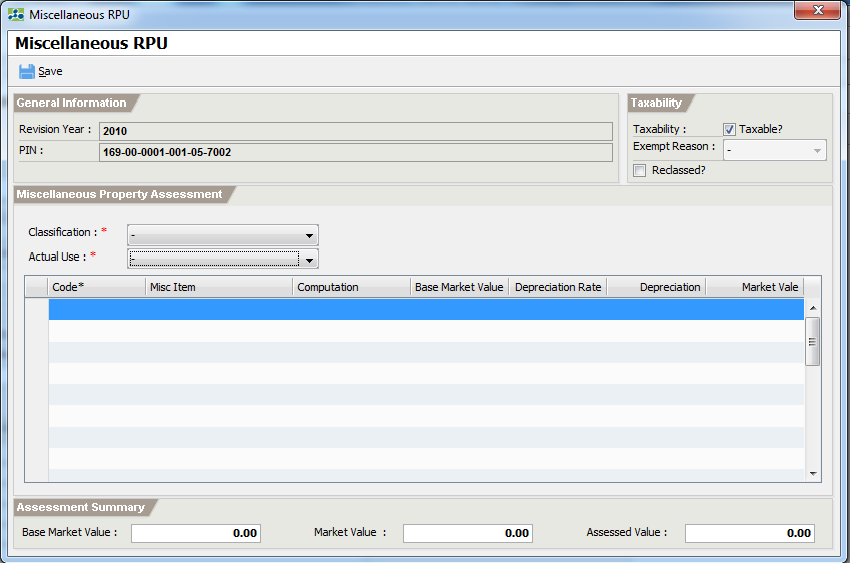 Miscellaneous RPU
Miscellaneous RPU
Save
General Information
Revision Year : 2010
PIN : 169-00-0001-001-05-7002
Taxability
Taxability : Taxable?
Exempt Reason : -
Reclassed?
Miscellaneous Property Assessment
Classification : * -
Actual Use : * -
Code* Misc Item Computation Base Market Value Depreciation Rate Depreciation Market Vale
Assessment Summary
Base Market Value : 0.00 Market Value : 0.00 Assessed Value : 0.00